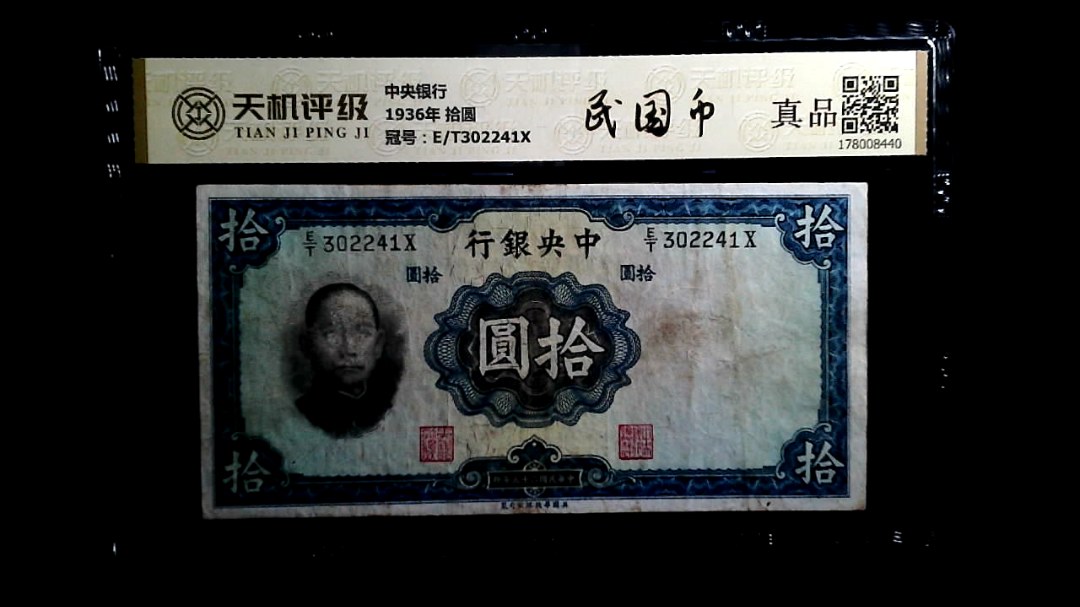 天机评级
TIAN JI PING JI
中央银行
1936年 拾圆
冠号：E/T302241X
民国币
真品
178008440
拾
E/T 302241X
行銀央中
E/T 302241X
拾
圓拾
圓拾
圓拾
拾
拾